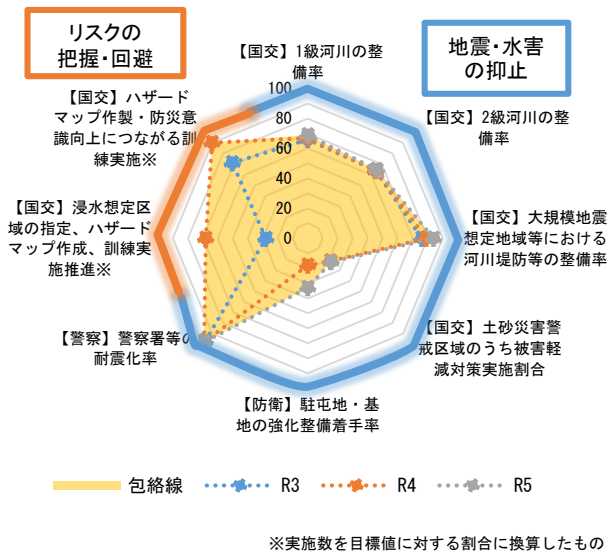 リスクの
把握・回避
地震・水害
の抑止
【国交】1級河川の整
備率
【国交】2級河川の整
備率
【国交】大規模地震
想定地域等における
河川堤防等の整備率
【国交】土砂災害警
戒区域のうち被害軽
減対策実施割合
【防衛】駐屯地・基
地の強化整備着手率
【警察】警察署等の
耐震化率
【国交】浸水想定区
域の指定、ハザード
マップ作成、訓練実
施推進※
【国交】ハザード
マップ作製・防災意
識向上につながる訓
練実施※
100
80
60
40
20
0
包絡線
R3
R4
R5
※実施数を目標値に対する割合に換算したもの